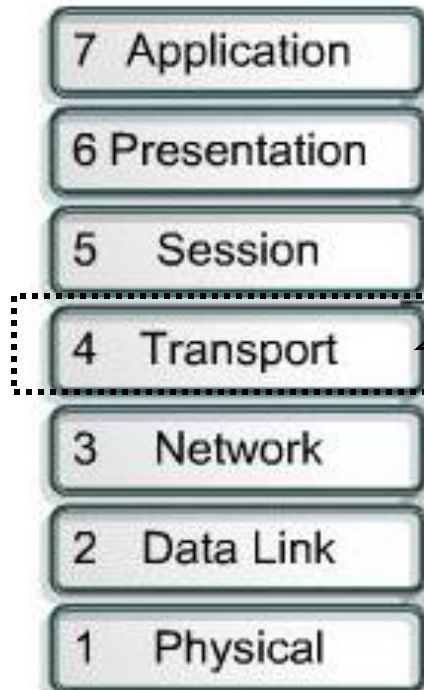 7 Application
6 Presentation
5 Session
4 Transport
3 Network
2 Data Link
1 Physical